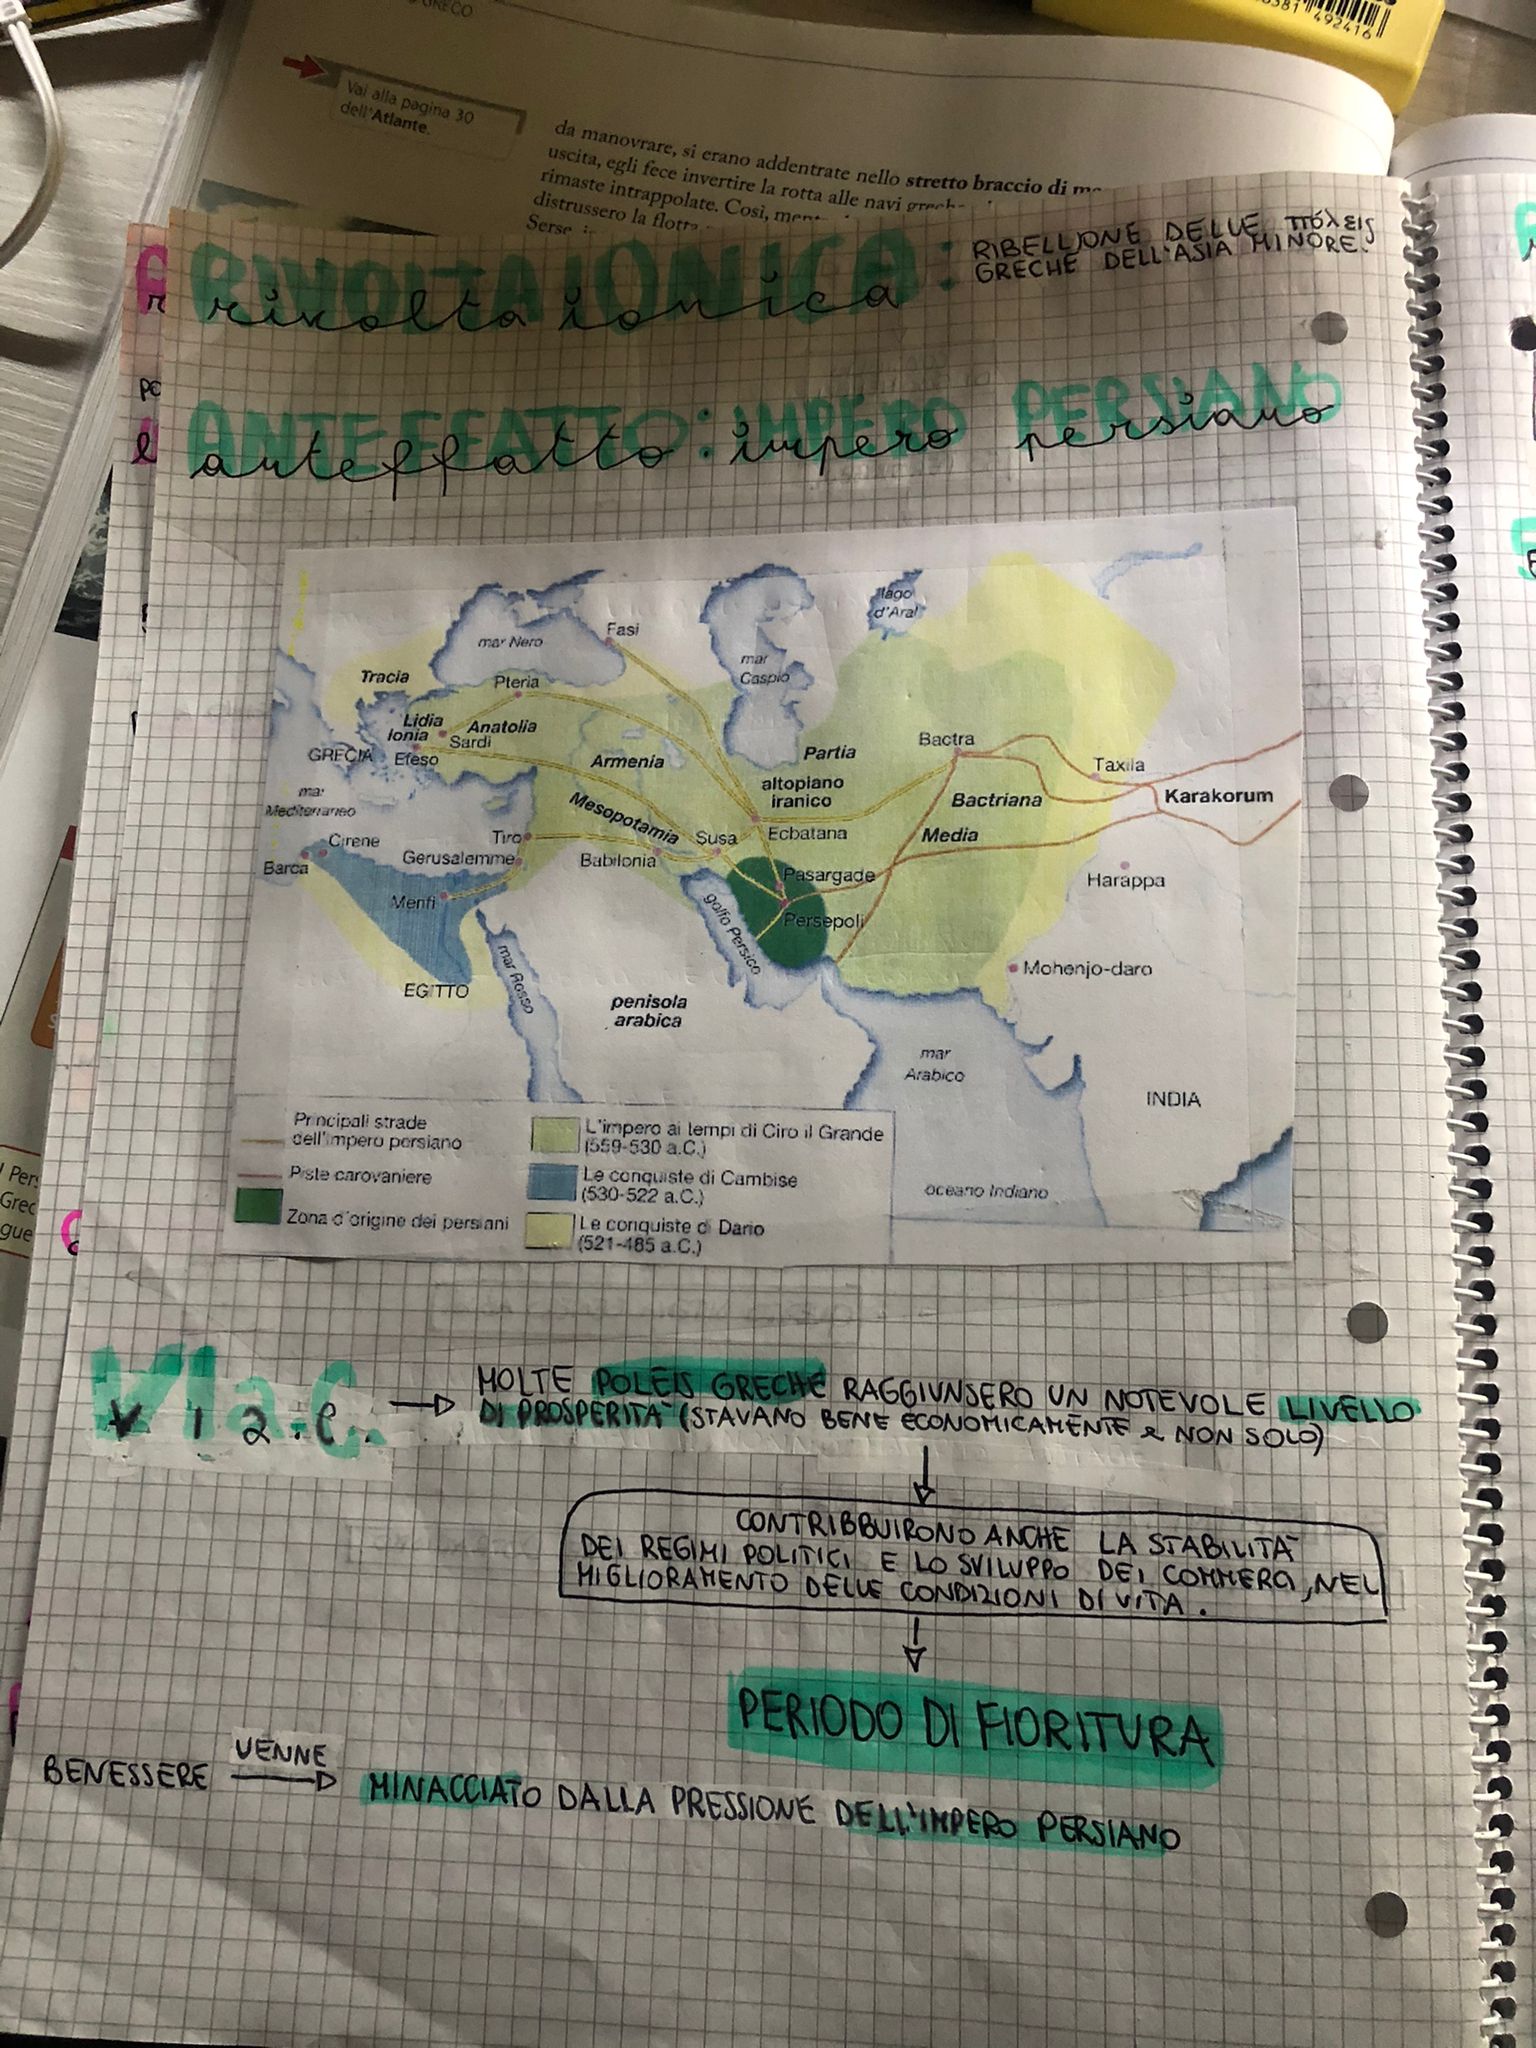 GRECO
8381 492416
Vai alla pagina 30
dell'Atlante.
da manovrare, si erano addentrate nello stretto braccio di
uscita, egli fece invertire la rotta alle navi
rimaste intrappolate. Così,
distrussero la flotta
Serse
RIVOLTA IONICA:
rivolta ionica
RIBELLIONE DELLE πόλεις
GRECHE DELL'ASIA MINORE.
ANTEFFATTO: IMPERO PERSIANO
anteffatto: impero persiano
lago
d'Aral
Fasi
mar Nero
mar
Caspio
Tracia
Pteria
Lidia
Ionia
Anatolia
Sardi
GRECIA
Efeso
Armenia
Partia
Bactra
Taxila
altopiano
iranico
Karakorum
mar
Mediterraneo
Mesopotamia
Bactriana
Cirene
Tiro
Susa
Ecbatana
Media
Barca
Gerusalemme
Babilonia
Pasargade
Harappa
Menfi
Persepoli
golfo Persico
mar Rosso
EGITTO
penisola
arabica
Mohenjo-daro
mar
Arabico
INDIA
oceano Indiano
Principali strade
dell'impero persiano
Piste carovaniere
Zona d'origine dei persiani
L'impero ai tempi di Ciro il Grande
(559-530 a.C.)
Le conquiste di Cambise
(530-522 a.C.)
Le conquiste di Dario
(521-485 a.C.)
VI a.C.
MOLTE POLEIS GRECHE RAGGIUNSERO UN NOTEVOLE LIVELLO
DI PROSPERITÀ (STAVANO BENE ECONOMICAMENTE e NON SOLO)
CONTRIBBUIRONO ANCHE LA STABILITÀ
DEI REGIMI POLITICI E LO SVILUPPO DEI COMMERCI, NEL
MIGLIORAMENTO DELLE CONDIZIONI DI VITA.
PERIODO DI FIORITURA
BENESSERE VENNE MINACCIATO DALLA PRESSIONE DELL'IMPERO PERSIANO